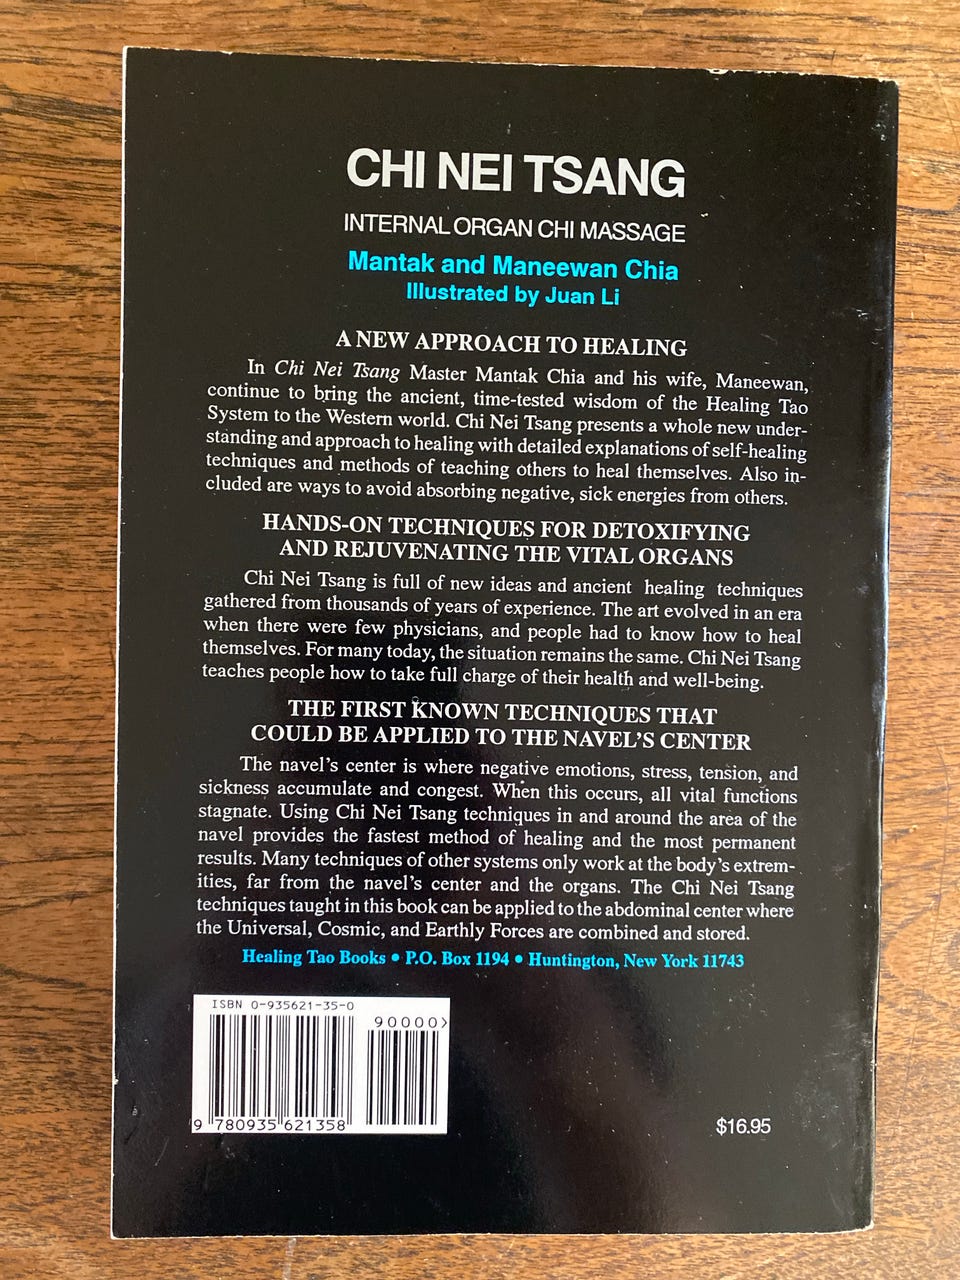 CHI NEI TSANG
INTERNAL ORGAN CHI MASSAGE
Mantak and Maneewan Chia
Illustrated by Juan Li
A NEW APPROACH TO HEALING
In Chi Nei Tsang Master Mantak Chia and his wife, Maneewan,
continue to bring the ancient, time-tested wisdom of the Healing Tao
System to the Western world. Chi Nei Tsang presents a whole new under-
standing and approach to healing with detailed explanations of self-healing
techniques and methods of teaching others to heal themselves. Also in-
cluded are ways to avoid absorbing negative, sick energies from others.
HANDS-ON TECHNIQUES FOR DETOXIFYING
AND REJUVENATING THE VITAL ORGANS
Chi Nei Tsang is full of new ideas and ancient healing techniques
gathered from thousands of years of experience. The art evolved in an era
when there were few physicians, and people had to know how to heal
themselves. For many today, the situation remains the same. Chi Nei Tsang
teaches people how to take full charge of their health and well-being.
THE FIRST KNOWN TECHNIQUES THAT
COULD BE APPLIED TO THE NAVEL'S CENTER
The navel's center is where negative emotions, stress, tension, and
sickness accumulate and congest. When this occurs, all vital functions
stagnate. Using Chi Nei Tsang techniques in and around the area of the
navel provides the fastest method of healing and the most permanent
results. Many techniques of other systems only work at the body's extrem-
ities, far from the navel's center and the organs. The Chi Nei Tsang
techniques taught in this book can be applied to the abdominal center where
the Universal, Cosmic, and Earthly Forces are combined and stored.
Healing Tao Books • P.O. Box 1194 • Huntington, New York 11743
ISBN 0-935621-35-0
90000>
9 780935 621358
$16.95